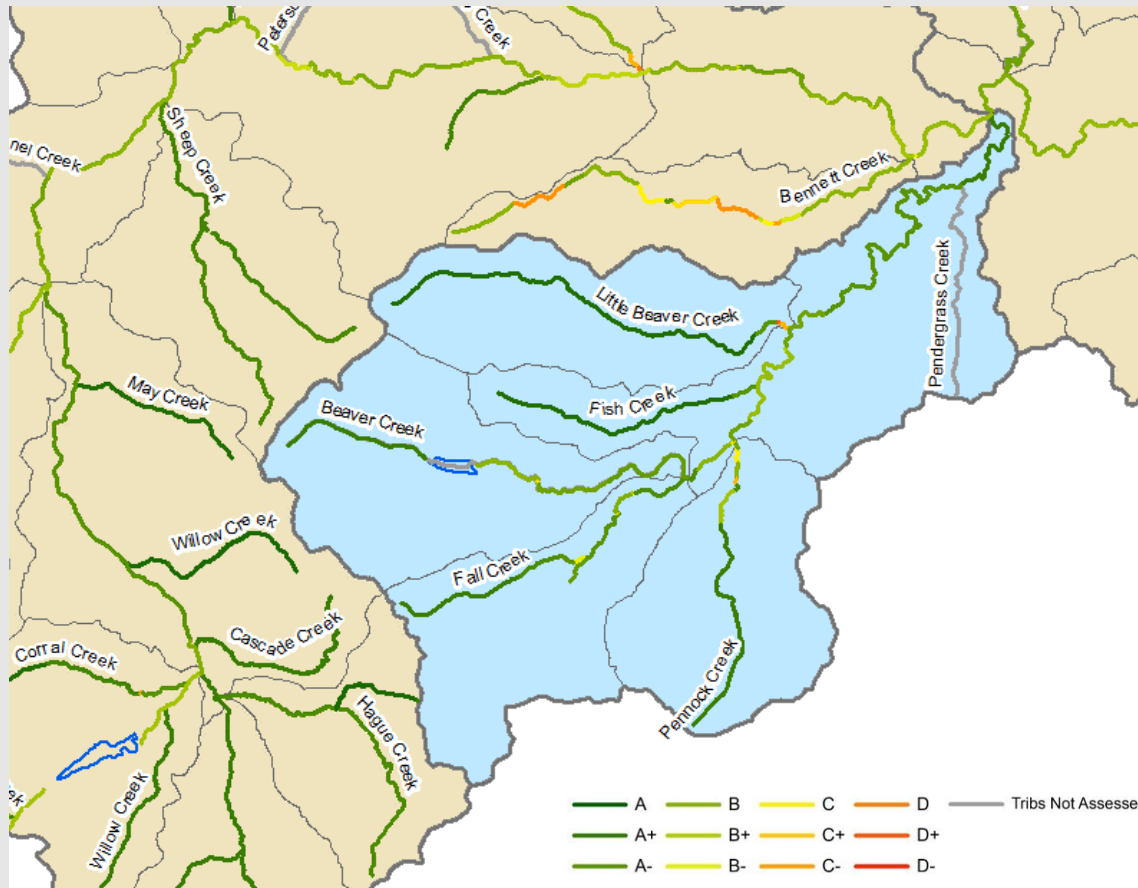 Creek
nel Creek
Sheep Creek
Bennett Creek
Little Beaver Creek
Pendergrass Creek
May Creek
Fish Creek
Beaver Creek
Willow Creek
Fall Creek
Cascade Creek
Corral Creek
Pennock Creek
Hague Creek
Willow Creek
A B C D Tribs Not Assesse
A+ B+ C+ D+
A- B- C- D-